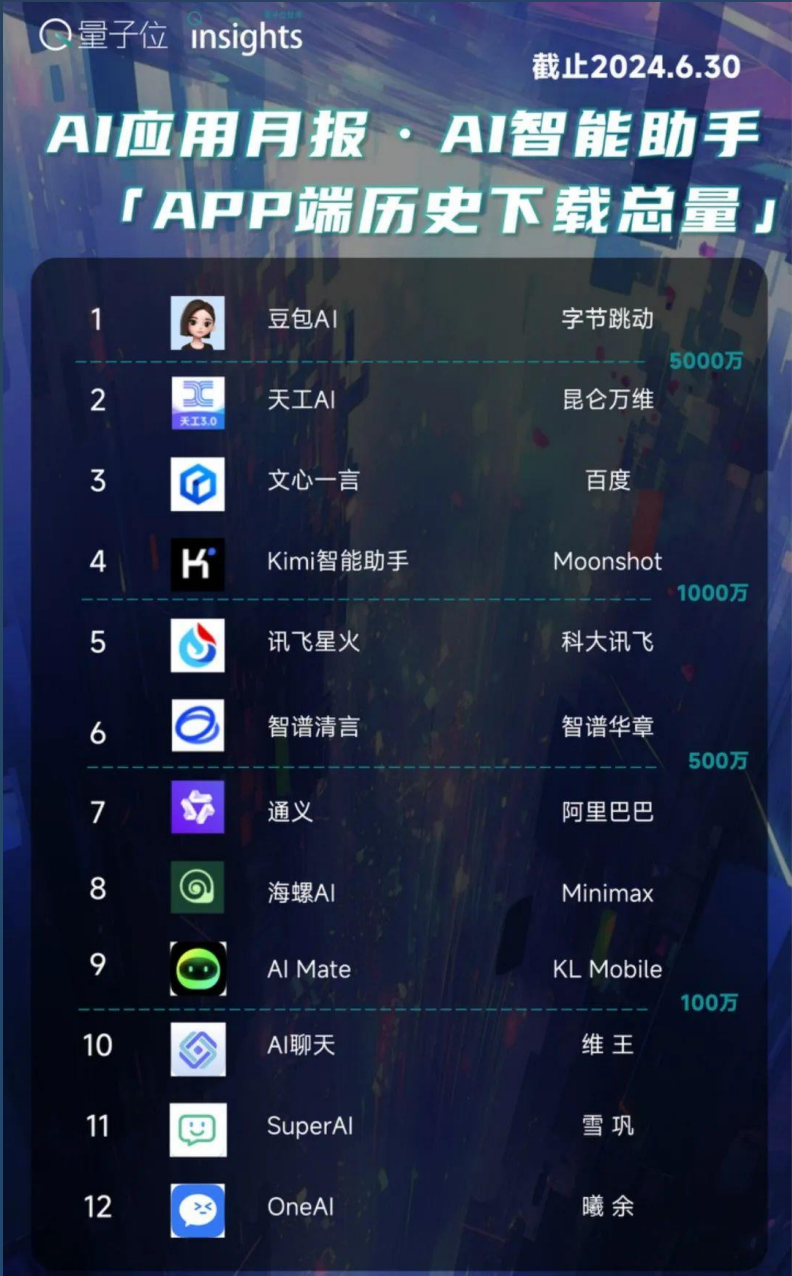 量子位 insights
截止2024.6.30
AI应用月报·AI智能助手
「APP端历史下载总量」
1 豆包AI 字节跳动
5000万
2 天工3.0 天工AI 昆仑万维
3 文心一言 百度
4 Kimi智能助手 Moonshot
1000万
5 讯飞星火 科大讯飞
6 智谱清言 智谱华章
500万
7 通义 阿里巴巴
8 海螺AI Minimax
9 AI Mate KL Mobile
100万
10 AI聊天 维 王
11 SuperAI 雪 巩
12 OneAI 曦 余